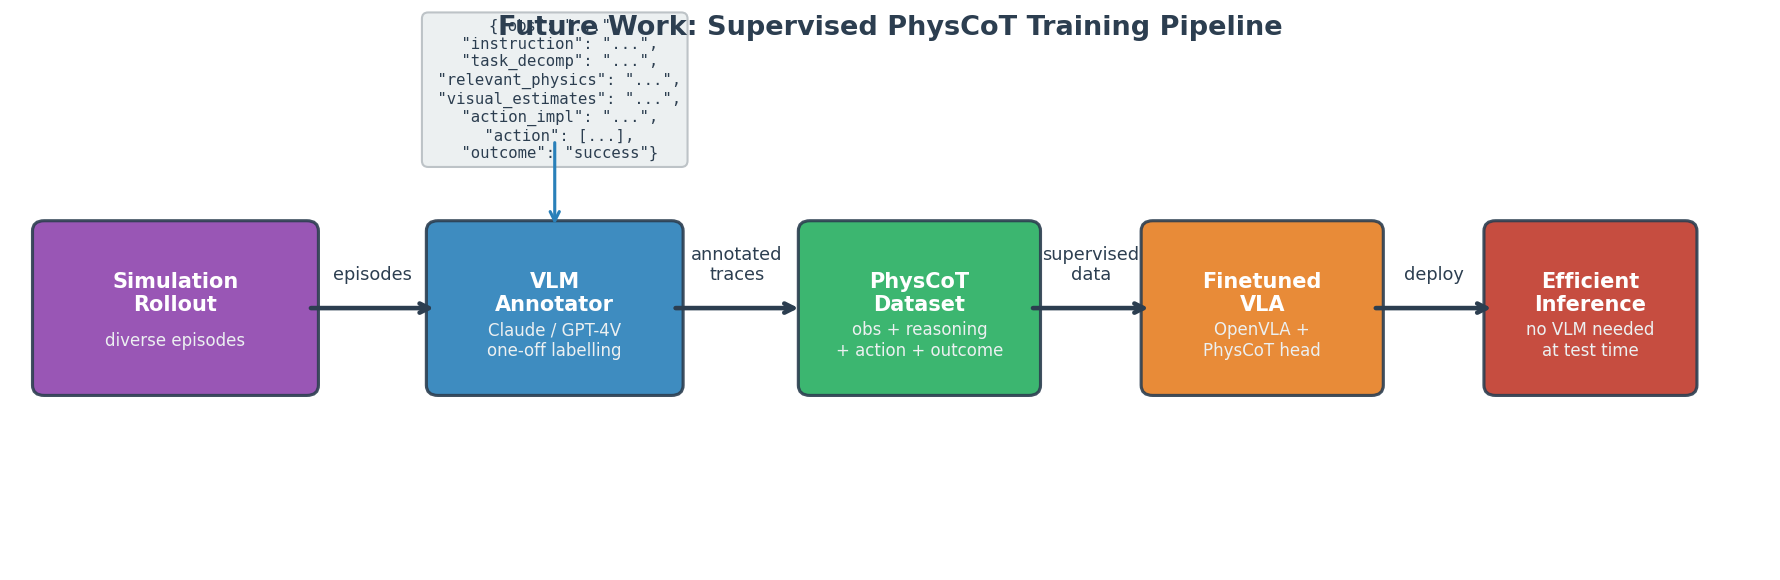 Future Work: Supervised PhysCoT Training Pipeline
{"obs": "...",
"instruction": "...",
"task_decomp": "...",
"relevant_physics": "...",
"visual_estimates": "...",
"action_impl": "...",
"action": [...],
"outcome": "success"}
Simulation
Rollout
diverse episodes
episodes
VLM
Annotator
Claude / GPT-4V
one-off labelling
annotated
traces
PhysCoT
Dataset
obs + reasoning
+ action + outcome
supervised
data
Finetuned
VLA
OpenVLA +
PhysCoT head
deploy
Efficient
Inference
no VLM needed
at test time